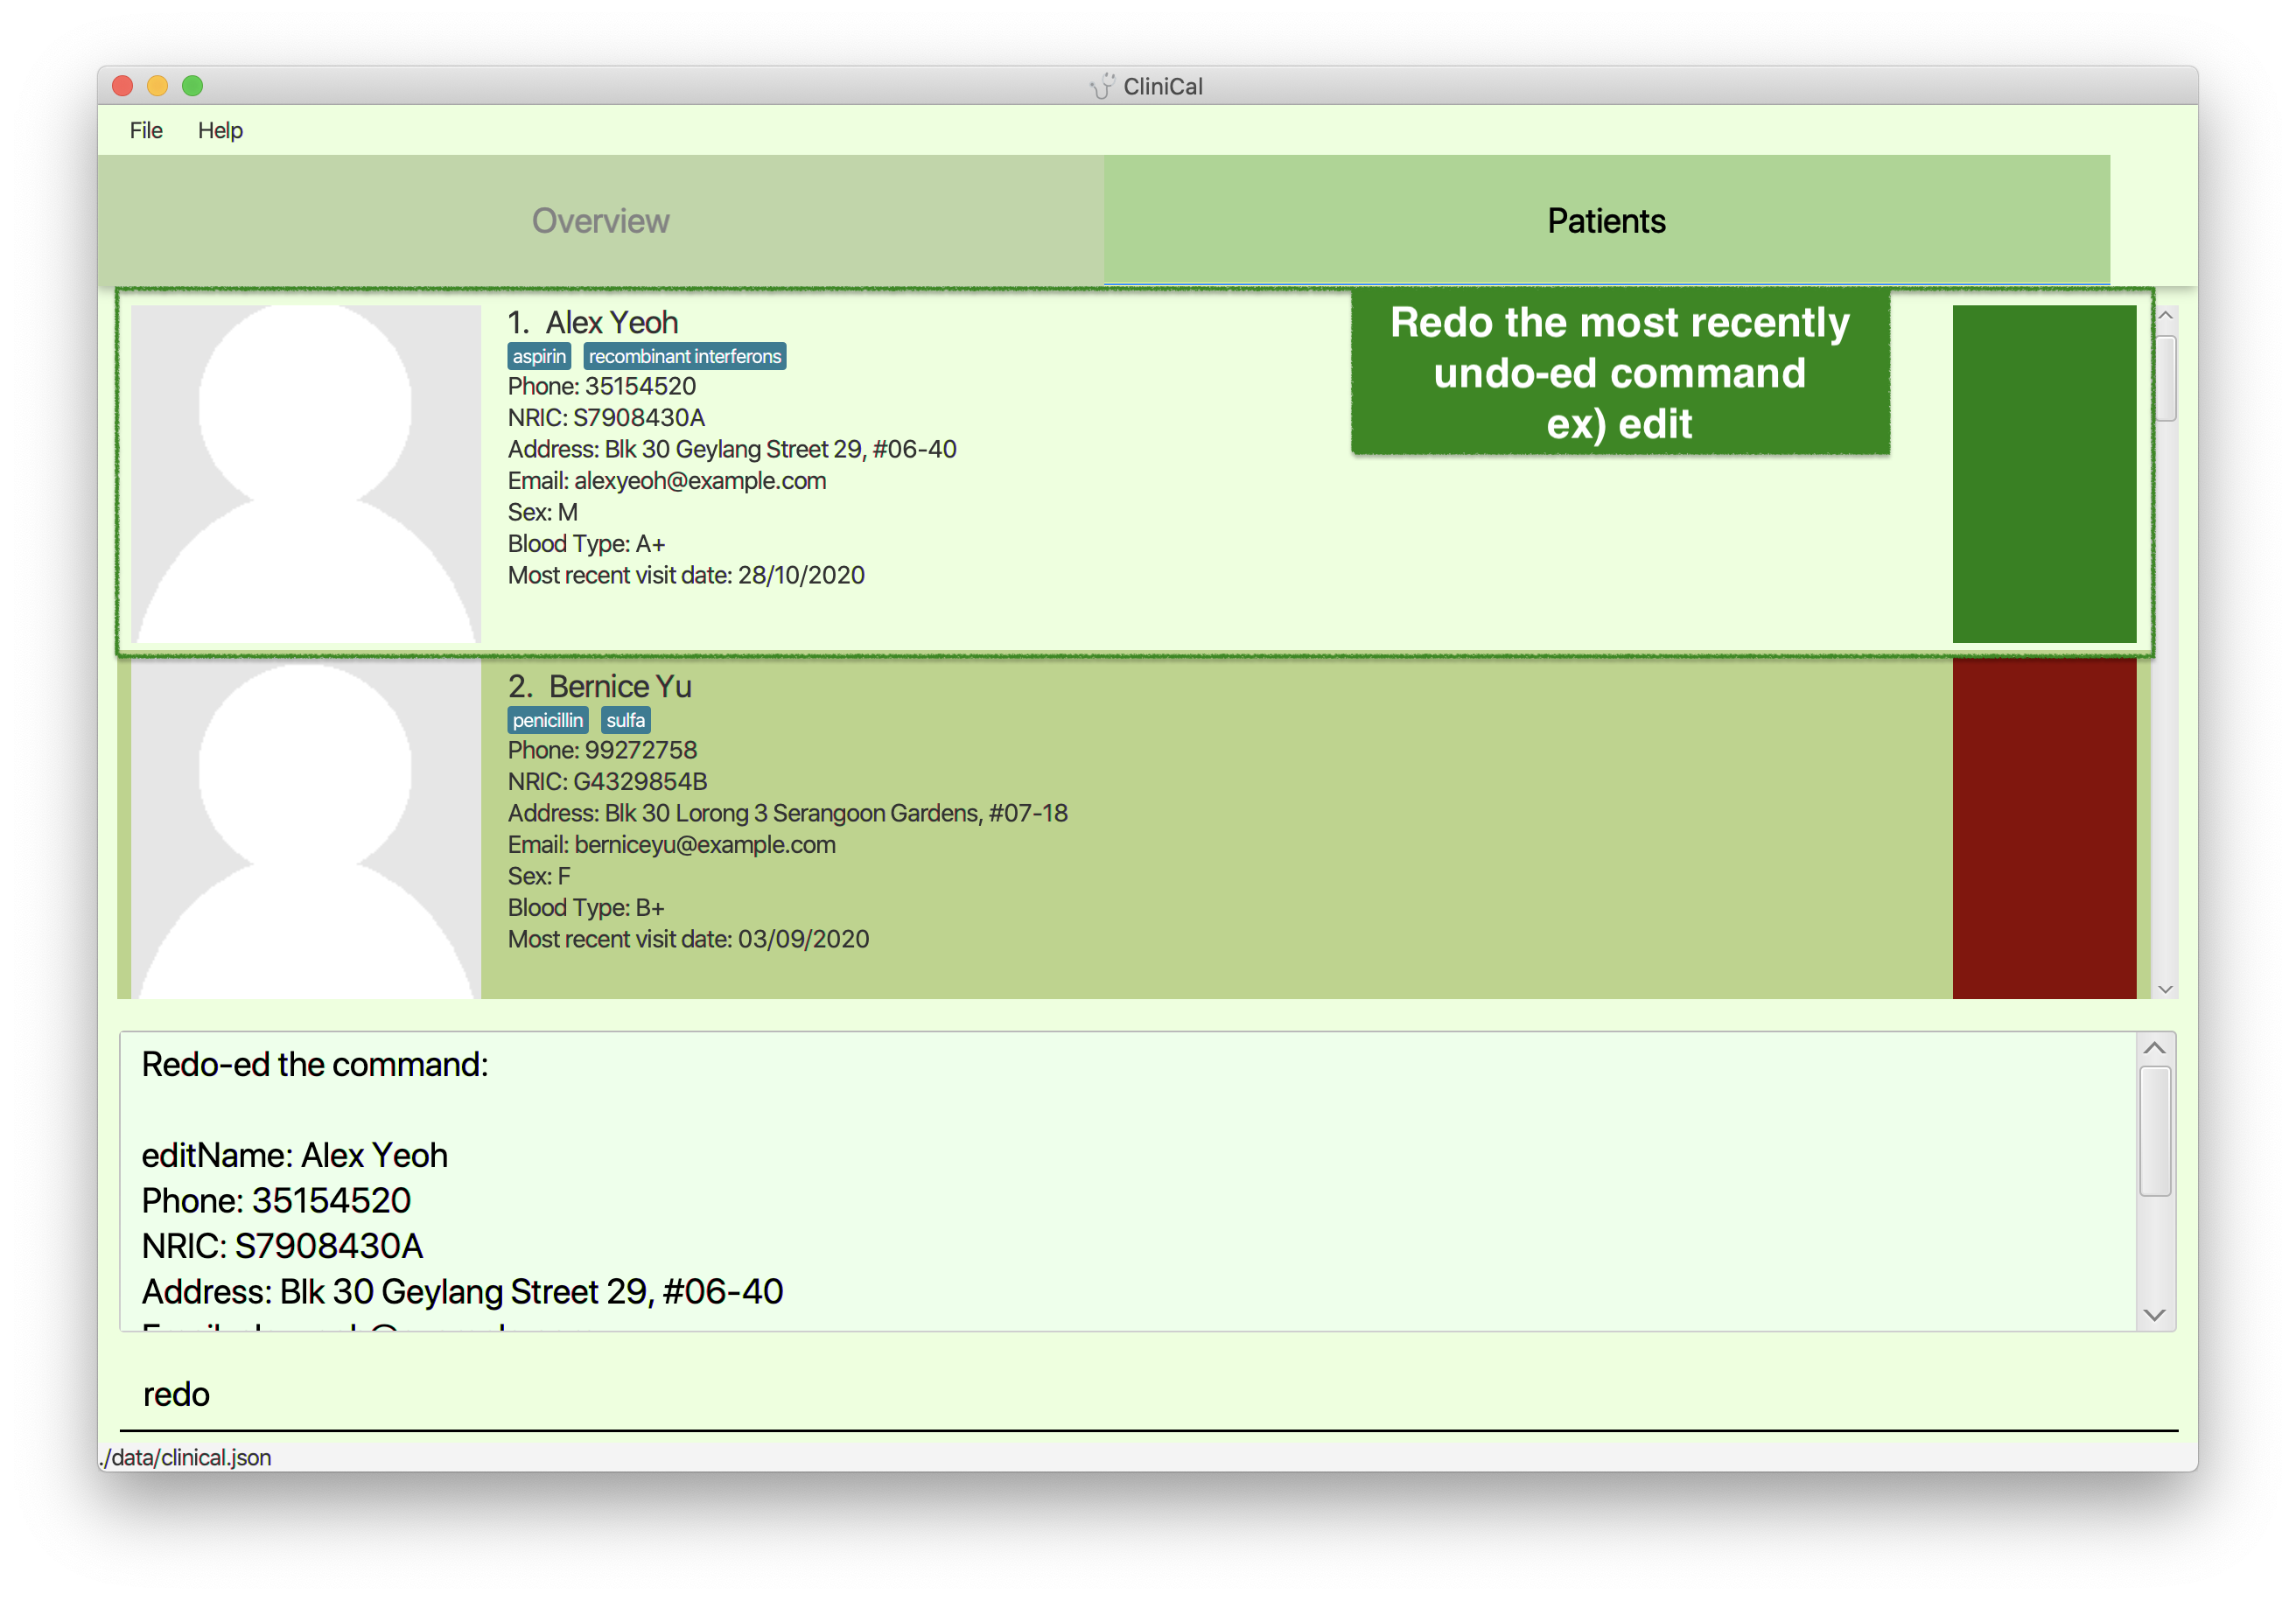 CliniCal
File Help
Overview Patients
1. Alex Yeoh
aspirin recombinant interferons
Phone: 35154520
NRIC: S7908430A
Address: Blk 30 Geylang Street 29, #06-40
Email: alexyeoh@example.com
Sex: M
Blood Type: A+
Most recent visit date: 28/10/2020
Redo the most recently
undo-ed command
ex) edit
2. Bernice Yu
penicillin sulfa
Phone: 99272758
NRIC: G4329854B
Address: Blk 30 Lorong 3 Serangoon Gardens, #07-18
Email: berniceyu@example.com
Sex: F
Blood Type: B+
Most recent visit date: 03/09/2020
Redo-ed the command:
editName: Alex Yeoh
Phone: 35154520
NRIC: S7908430A
Address: Blk 30 Geylang Street 29, #06-40
redo
./data/clinical.json